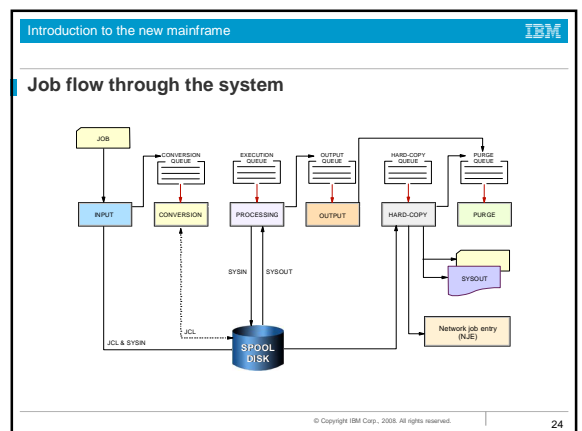 Introduction to the new mainframe
IBM
Job flow through the system
JOB
CONVERSION
QUEUE
EXECUTION
QUEUE
OUTPUT
QUEUE
HARD-COPY
QUEUE
PURGE
QUEUE
INPUT
CONVERSION
PROCESSING
OUTPUT
HARD-COPY
PURGE
SYSIN
SYSOUT
SYSOUT
JCL
JCL & SYSIN
SPOOL
DISK
Network job entry
(NJE)
© Copyright IBM Corp., 2008. All rights reserved.
24